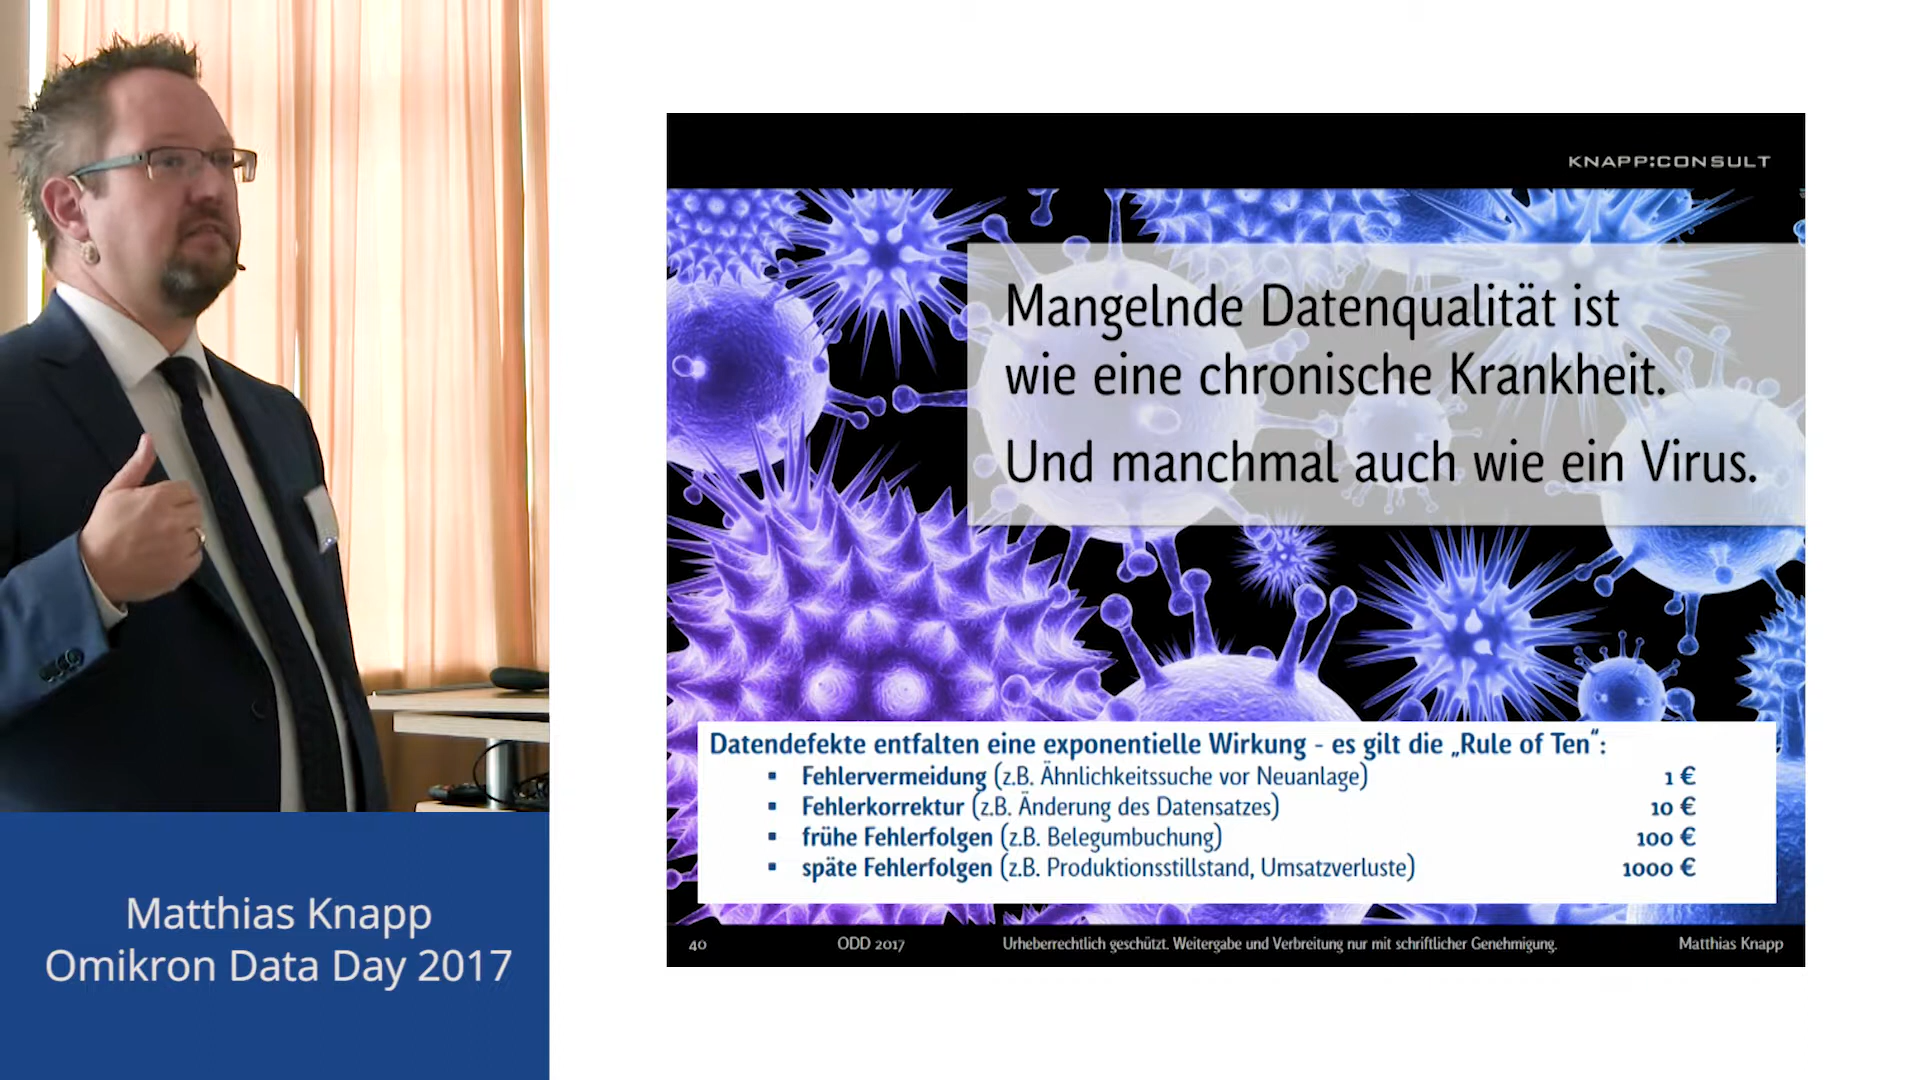 KNAPP:CONSULT
Mangelnde Datenqualität ist
wie eine chronische Krankheit.
Und manchmal auch wie ein Virus.
Datendefekte entfalten eine exponentielle Wirkung - es gilt die „Rule of Ten“:
▪ Fehlervermeidung (z.B. Ähnlichkeitssuche vor Neuanlage) 1 €
▪ Fehlerkorrektur (z.B. Änderung des Datensatzes) 10 €
▪ frühe Fehlerfolgen (z.B. Belegumbuchung) 100 €
▪ späte Fehlerfolgen (z.B. Produktionsstillstand, Umsatzverluste) 1000 €
40 ODD 2017 Urheberrechtlich geschützt. Weitergabe und Verbreitung nur mit schriftlicher Genehmigung. Matthias Knapp
Matthias Knapp
Omikron Data Day 2017